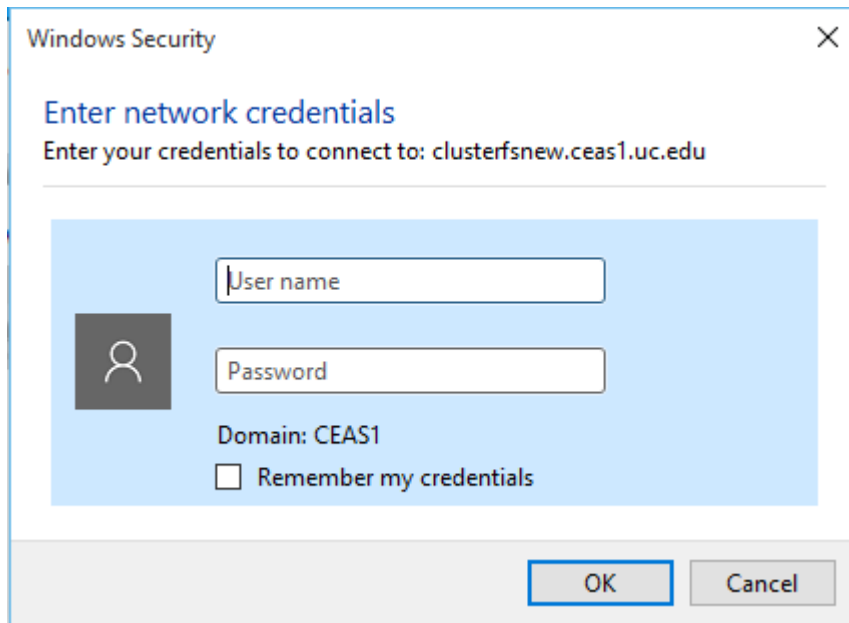 Windows Security
Enter network credentials
Enter your credentials to connect to: clusterfsnew.ceas1.uc.edu
User name
Password
Domain: CEAS1
Remember my credentials
OK Cancel